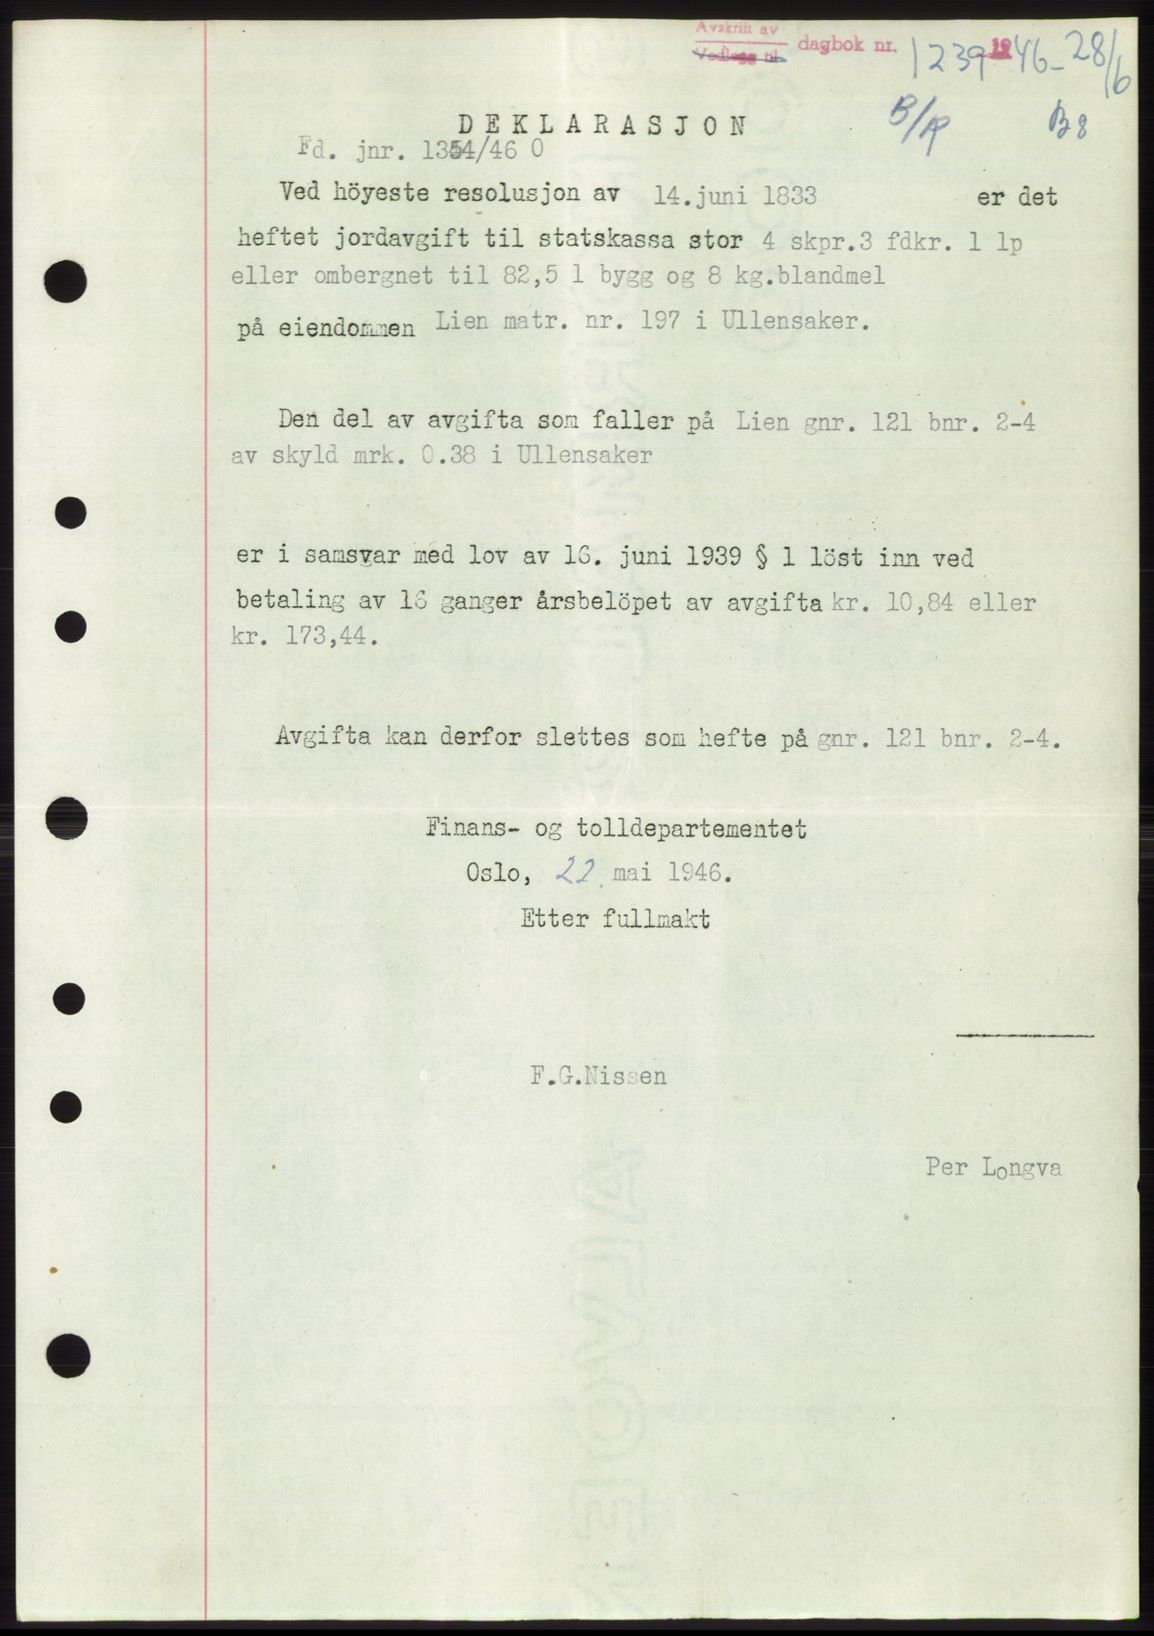 Avskrift av
Vedlegg til
dagbok nr. 1239 1946 - 28/6
B/R B8
DEKLARASJON
Fd. jnr. 1354/46 O
Ved höyeste resolusjon av 14.juni 1833 er det
heftet jordavgift til statskassa stor 4 skpr.3 fdkr. 1 lp
eller ombergnet til 82,5 l bygg og 8 kg.blandmel
på eiendommen Lien matr. nr. 197 i Ullensaker.
Den del av avgifta som faller på Lien gnr. 121 bnr. 2-4
av skyld mrk. 0.38 i Ullensaker
er i samsvar med lov av 16. juni 1939 § 1 löst inn ved
betaling av 16 ganger årsbelöpet av avgifta kr. 10,84 eller
kr. 173,44.
Avgifta kan derfor slettes som hefte på gnr. 121 bnr. 2-4.
Finans- og tolldepartementet
Oslo, 22. mai 1946.
Etter fullmakt
F.G.Nissen
Per Longva